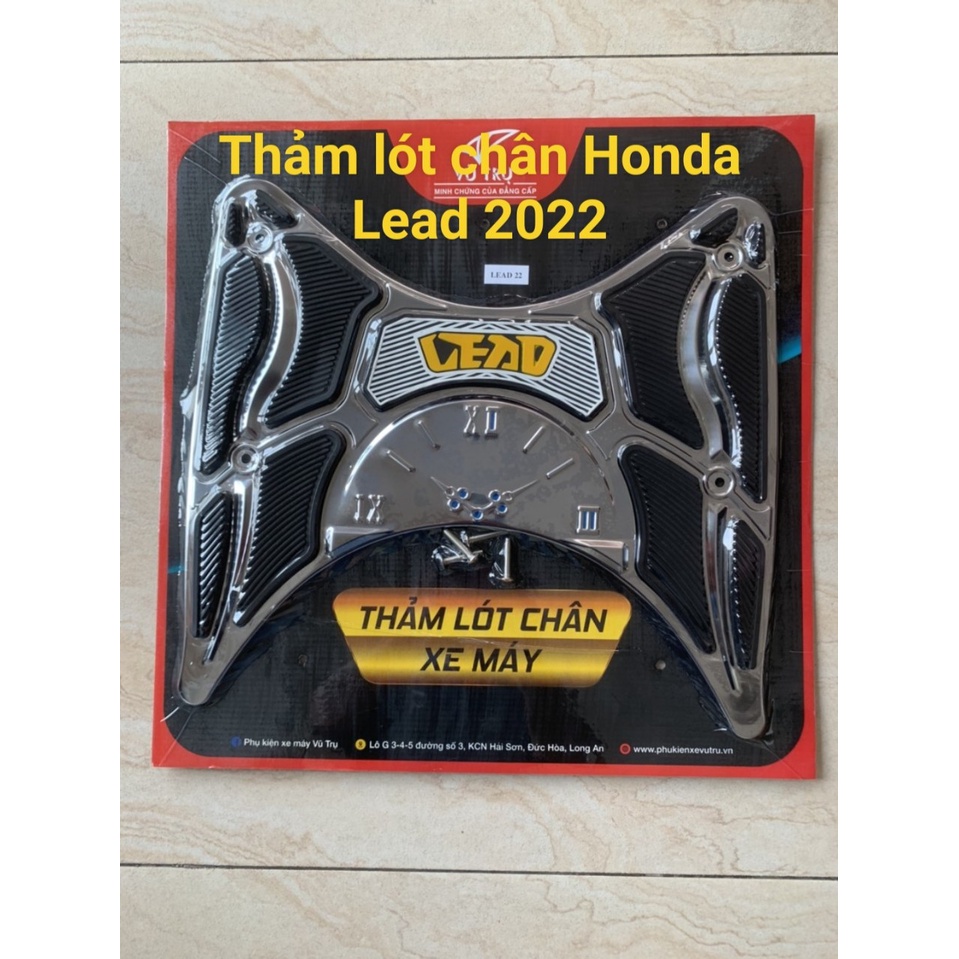 Thảm lót chân Honda
Lead 2022
VŨ TRỤ
MINH CHỨNG CỦA ĐẲNG CẤP
LEAD 22
LEAD
XII
IX
III
THẢM LÓT CHÂN
XE MÁY
Phụ kiện xe máy Vũ Trụ
Lô G 3-4-5 đường số 3, KCN Hải Sơn, Đức Hòa, Long An
www.phukienxevutru.vn